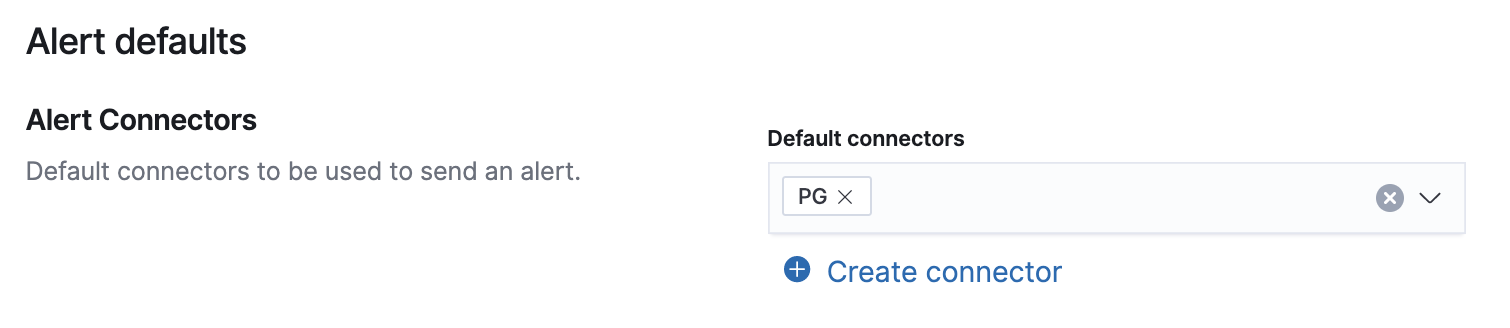 Alert defaults
Alert Connectors
Default connectors to be used to send an alert.
Default connectors
PG
Create connector